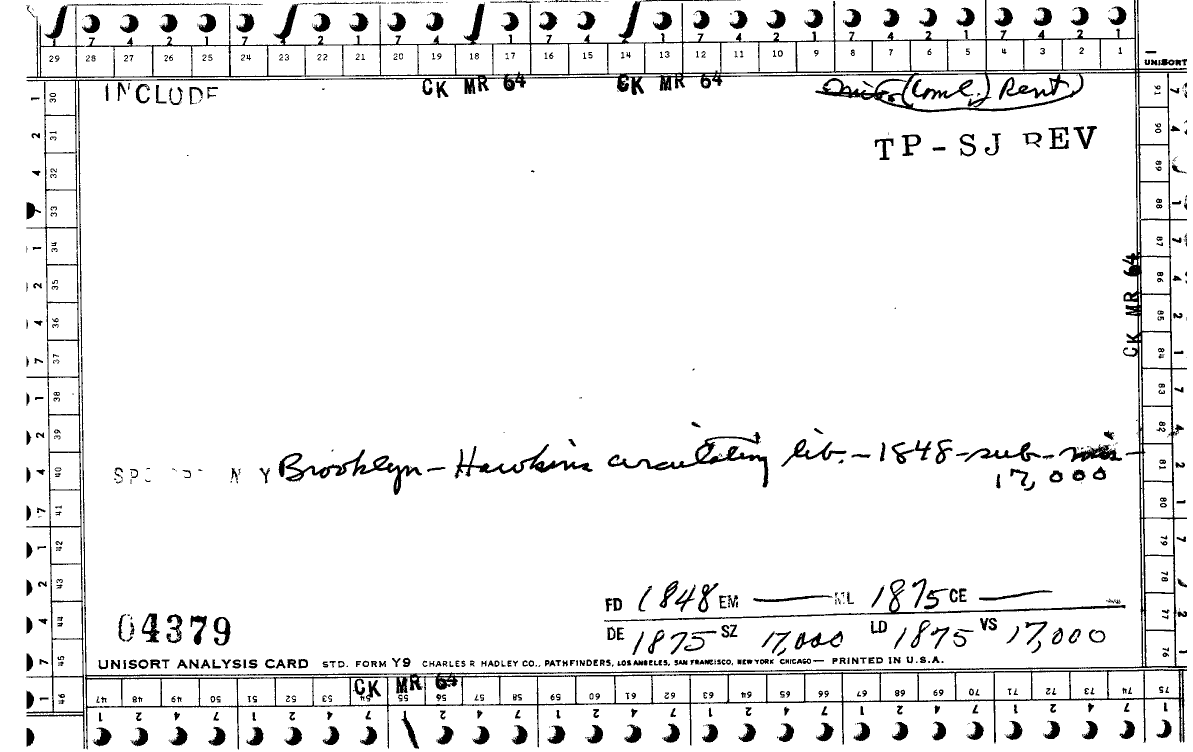 7 4 2 1 7 2 1 7 4 1 7 4 2 7 4 2 1 7 4 2 1 7 4 2 1
29 28 27 26 25 24 23 22 21 20 19 18 17 16 15 14 13 12 11 10 9 8 7 6 5 4 3 2 1
UNISORT
INCLUDE CK MR 64 CK MR 64 (Coml.) Rent
TP-SJ REV
CK MR 64
N Y Brooklyn - Hawkins circulating lib. - 1848 - sub -
17,000
FD 1848 EM — ML 1875 CE —
04379
DE 1875 SZ 17,000 LD 1875 VS 17,000
UNISORT ANALYSIS CARD STD. FORM Y9 CHARLES R HADLEY CO., PATHFINDERS, LOS ANGELES, SAN FRANCISCO, NEW YORK CHICAGO — PRINTED IN U.S.A.
CK MR 64
30 31 32 33 34 35 36 37 38 39 40 41 42 43 44 45 46
47 48 49 50 51 52 53 54 55 56 57 58 59 60 61 62 63 64 65 66 67 68 69 70 71 72 73 74 75
76 77 78 79 80 81 82 83 84 85 86 87 88 89 90 91